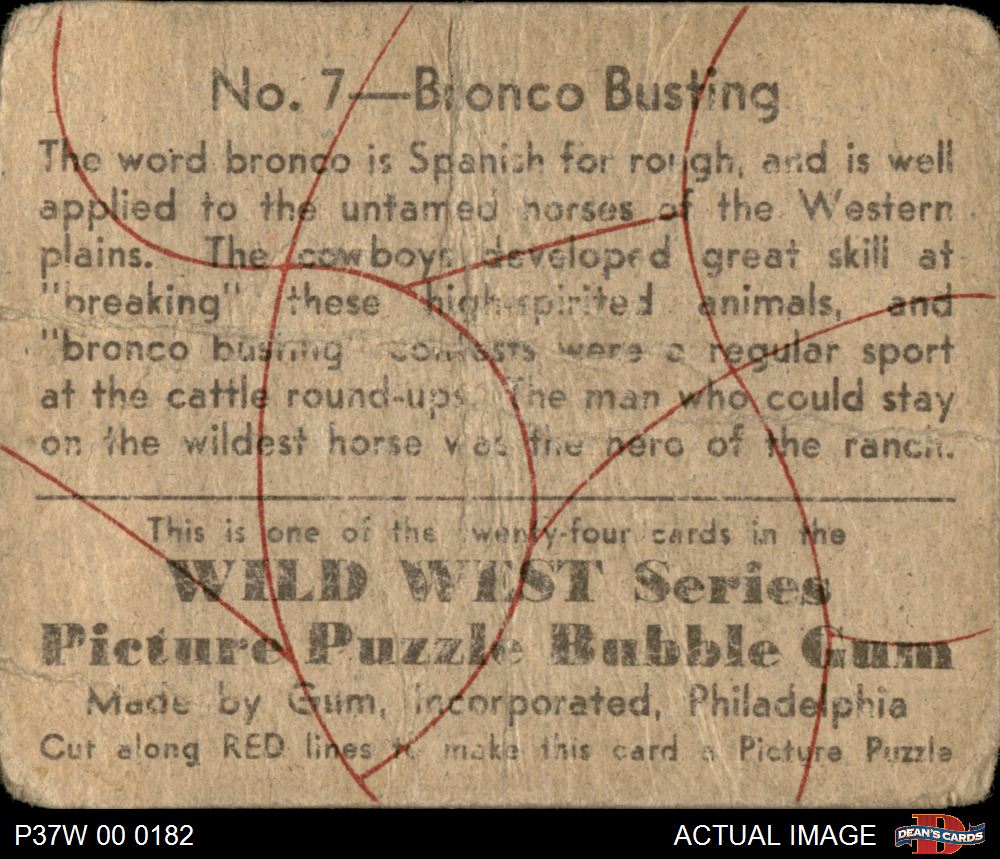 No. 7—Bronco Busting
The word bronco is Spanish for rough, and is well
applied to the untamed horses of the Western
plains. The cowboys developed great skill at
"breaking" these high-spirited animals, and
"bronco busting" contests were a regular sport
at the cattle round-ups. The man who could stay
on the wildest horse was the hero of the ranch.
This is one of the twenty-four cards in the
WILD WEST Series
Picture Puzzle Bubble Gum
Made by Gum, Incorporated, Philadelphia
Cut along RED lines to make this card a Picture Puzzle
P37W 00 0182
ACTUAL IMAGE
DEAN'S CARDS